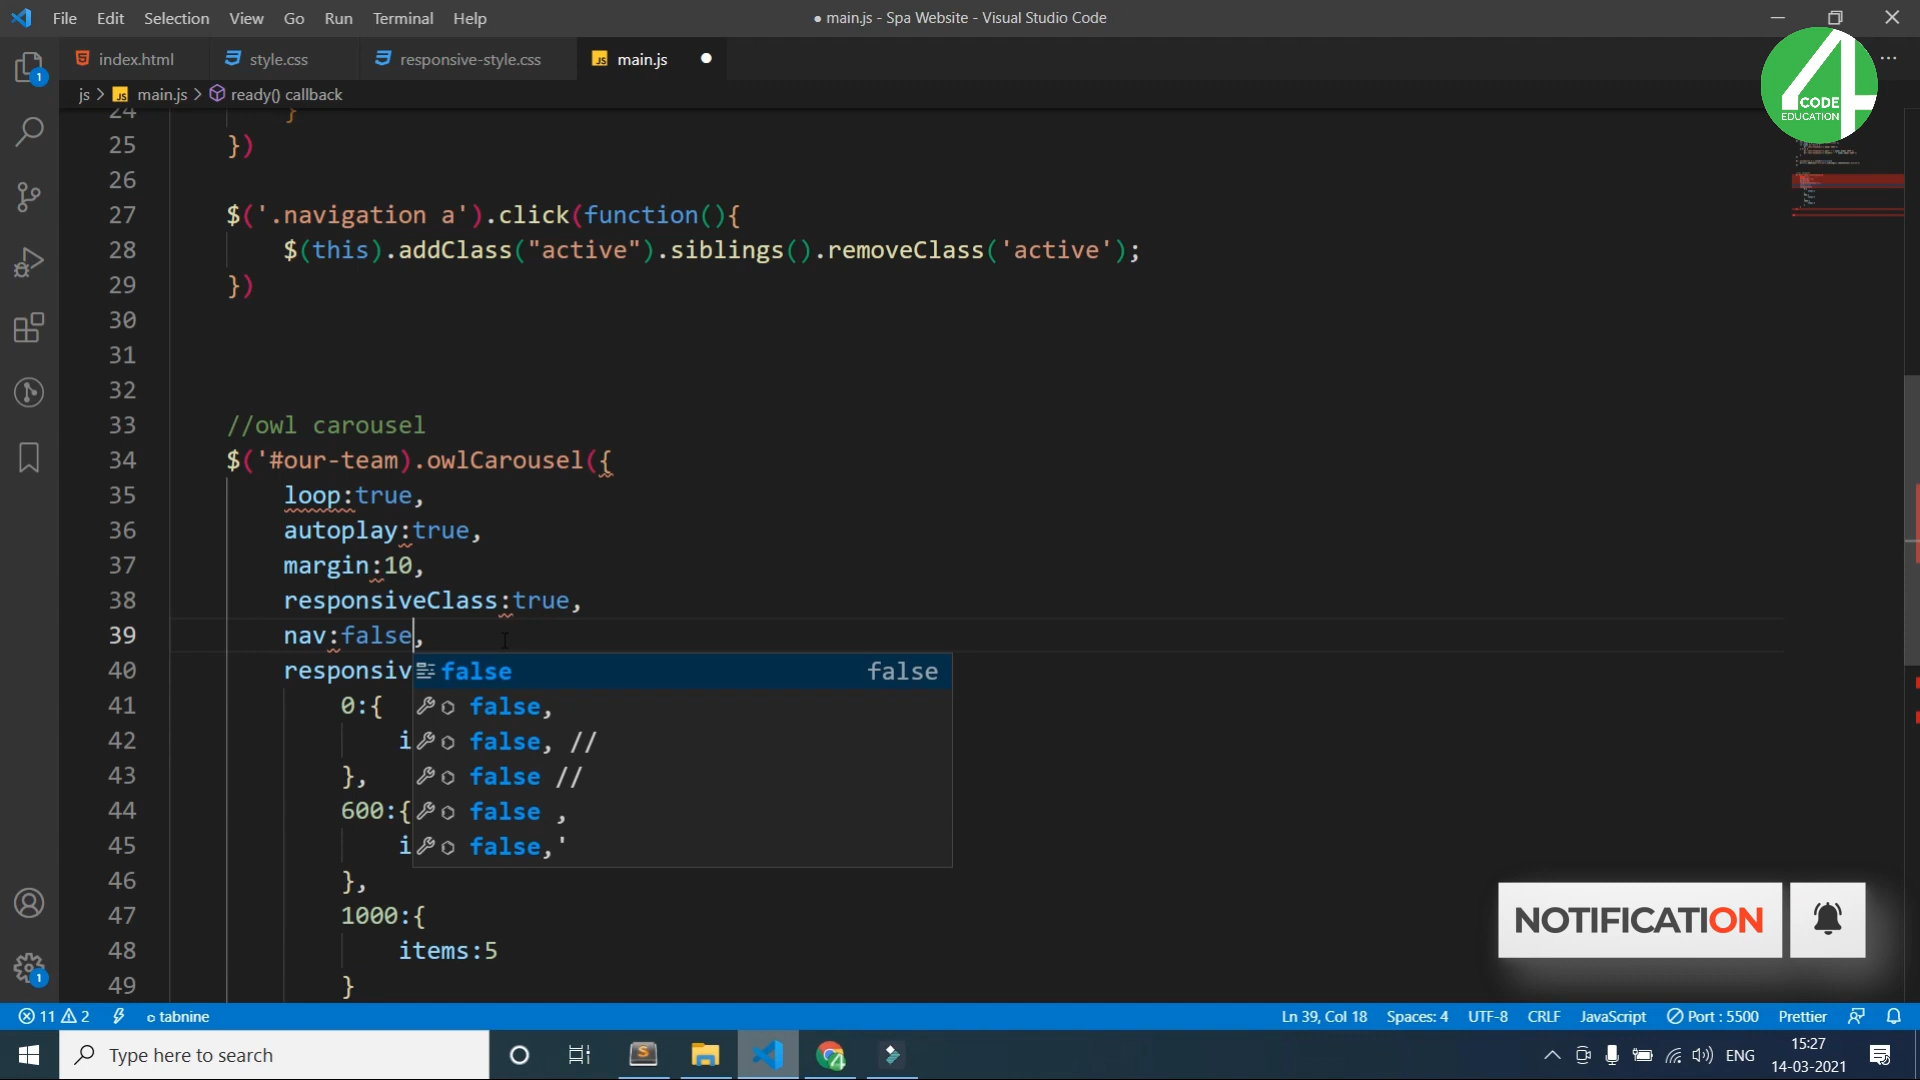 File Edit Selection View Go Run Terminal Help
● main.js - Spa Website - Visual Studio Code
index.html style.css responsive-style.css JS main.js ●
js > JS main.js > ready() callback
4 CODE EDUCATION
24 }
25 })
26
27 $('.navigation a').click(function(){
28 $(this).addClass("active").siblings().removeClass('active');
29 })
30
31
32
33 //owl carousel
34 $('#our-team).owlCarousel({
35 loop:true,
36 autoplay:true,
37 margin:10,
38 responsiveClass:true,
39 nav:false,
40 responsiv
false false
41 0:{
false,
42 i
false, //
43 },
false //
44 600:{
false ,
45 i
false,'
46 },
47 1000:{
48 items:5
49 }
NOTIFICATION
1
1
11 2 tabnine
Ln 39, Col 18 Spaces: 4 UTF-8 CRLF JavaScript Port : 5500 Prettier
Type here to search
ENG
15:27
14-03-2021